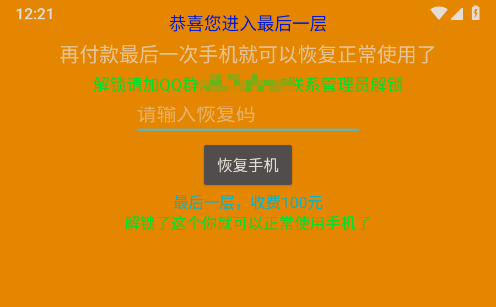 12:21
恭喜您进入最后一层
再付款最后一次手机就可以恢复正常使用了
解锁请加QQ群 联系管理员解锁
请输入恢复码
恢复手机
最后一层，收费100元
解锁了这个你就可以正常使用手机了